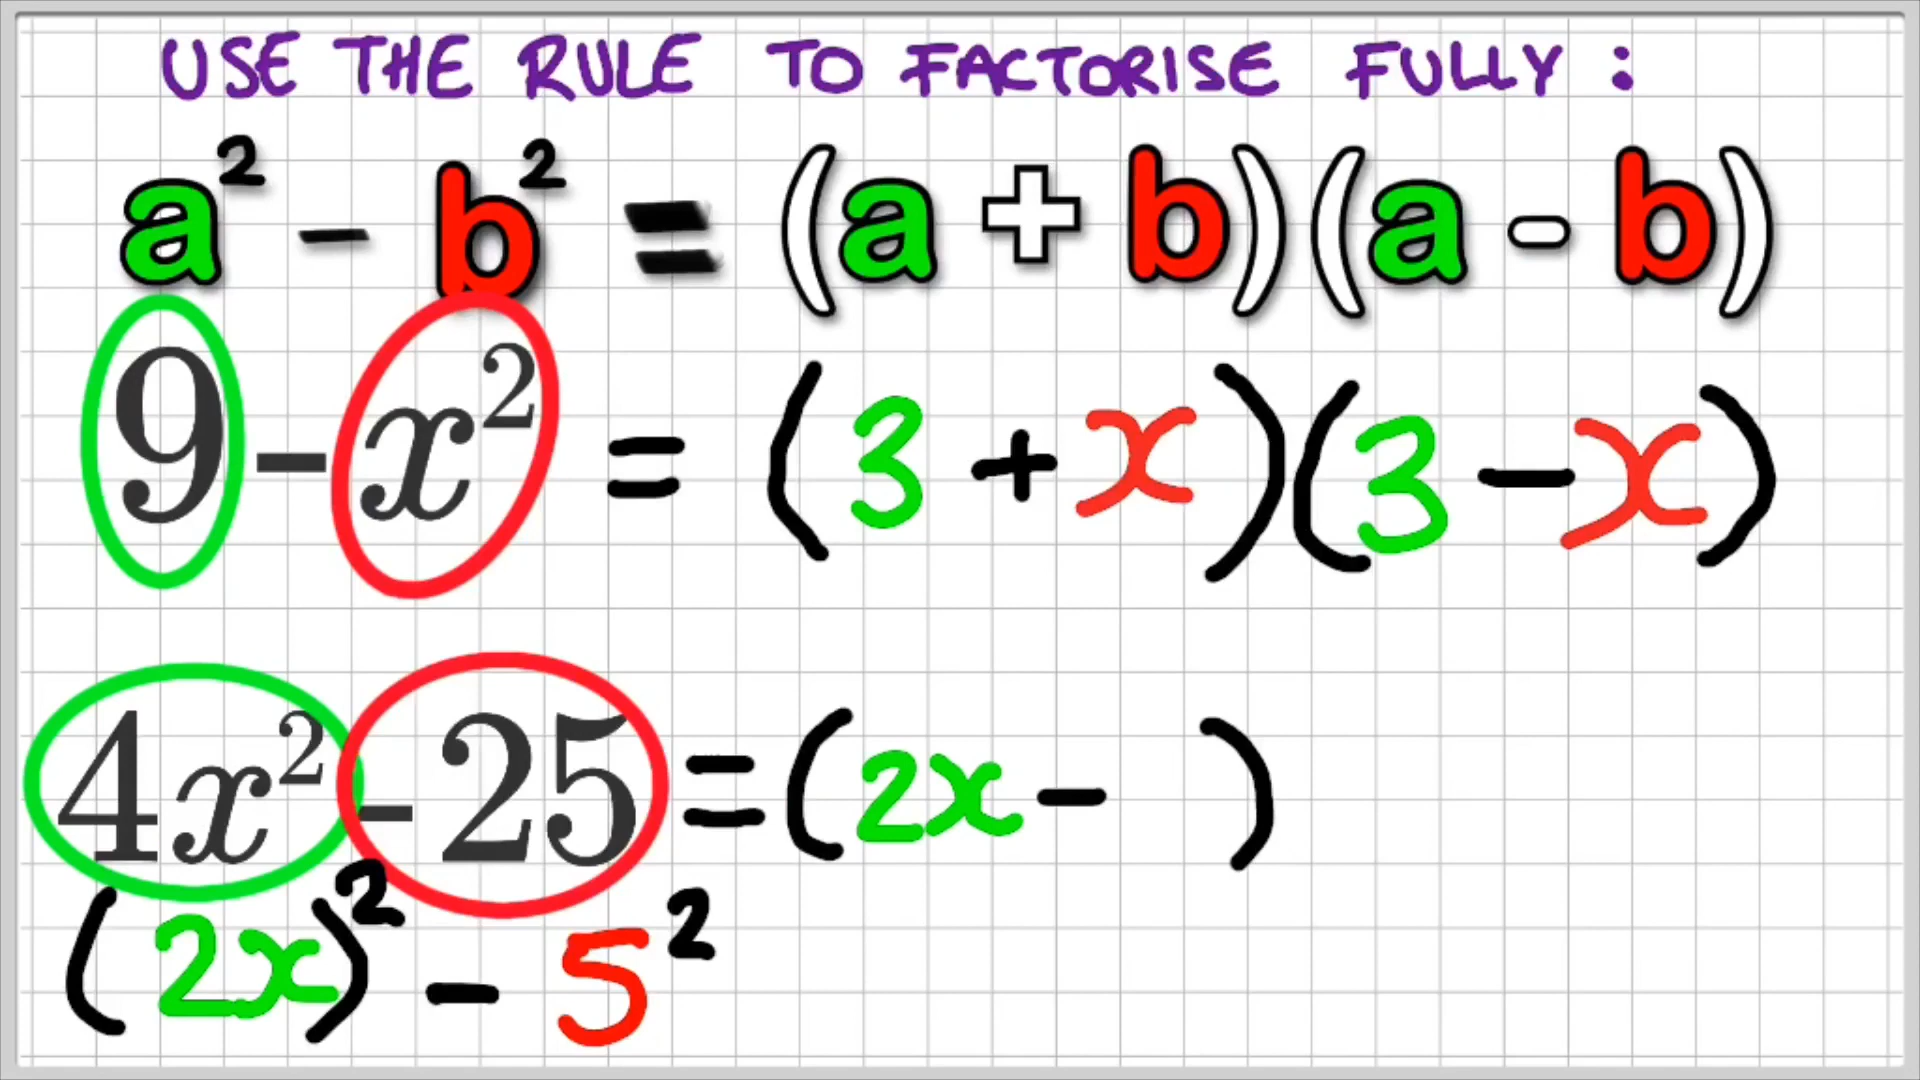 USE THE RULE TO FACTORISE FULLY :
a² - b² = (a + b)(a - b)
9 - x² = (3 + x)(3 - x)
4x² - 25 = (2x -   )
(2x)² - 5²